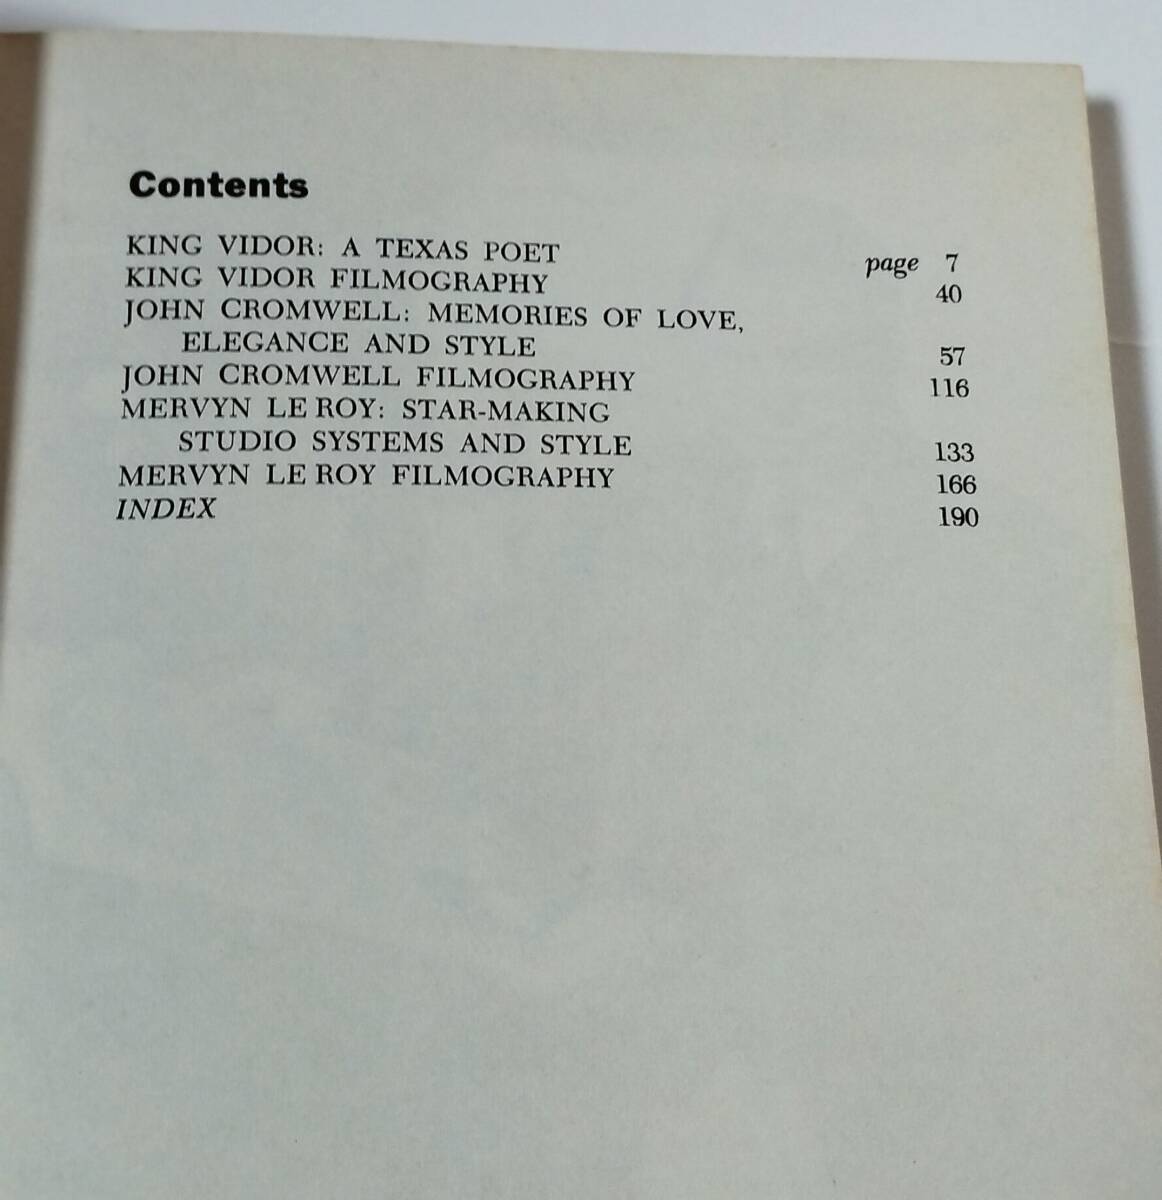 Contents
KING VIDOR: A TEXAS POET page 7
KING VIDOR FILMOGRAPHY 40
JOHN CROMWELL: MEMORIES OF LOVE,
ELEGANCE AND STYLE 57
JOHN CROMWELL FILMOGRAPHY 116
MERVYN LE ROY: STAR-MAKING
STUDIO SYSTEMS AND STYLE 133
MERVYN LE ROY FILMOGRAPHY 166
INDEX 190